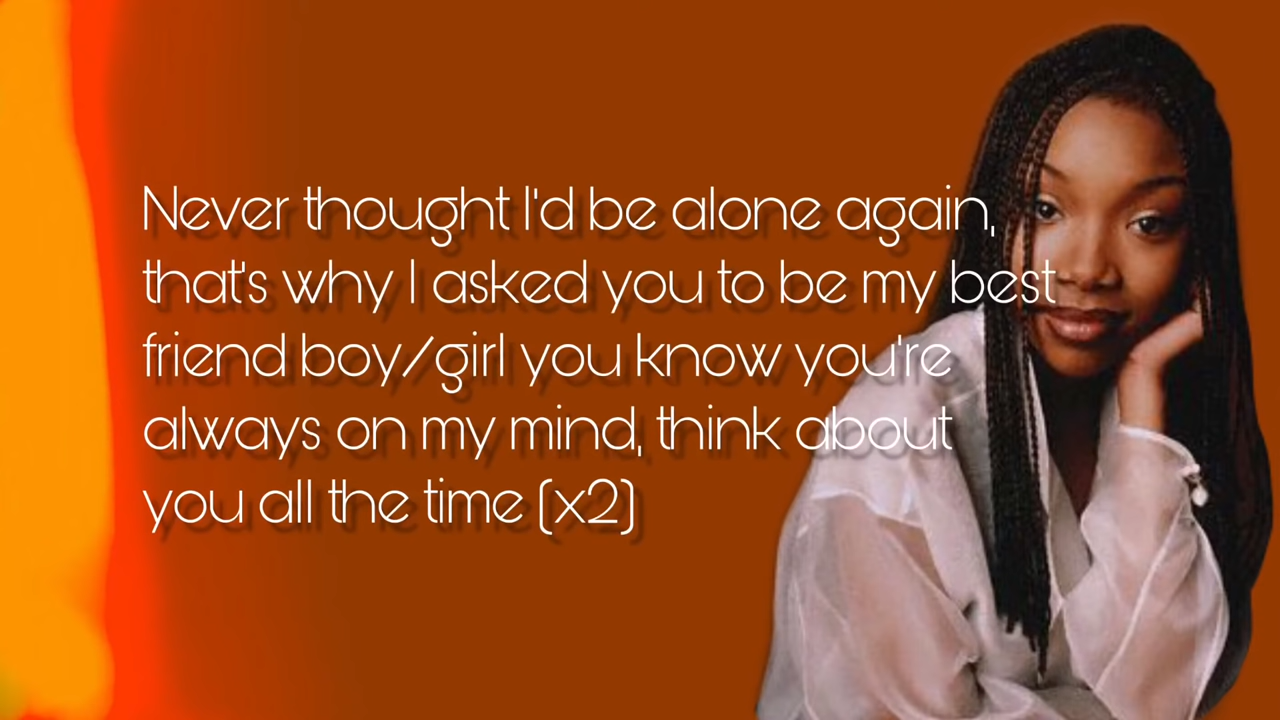 Never thought I'd be alone again,
that's why I asked you to be my best
friend boy/girl you know you're
always on my mind, think about
you all the time (x2)